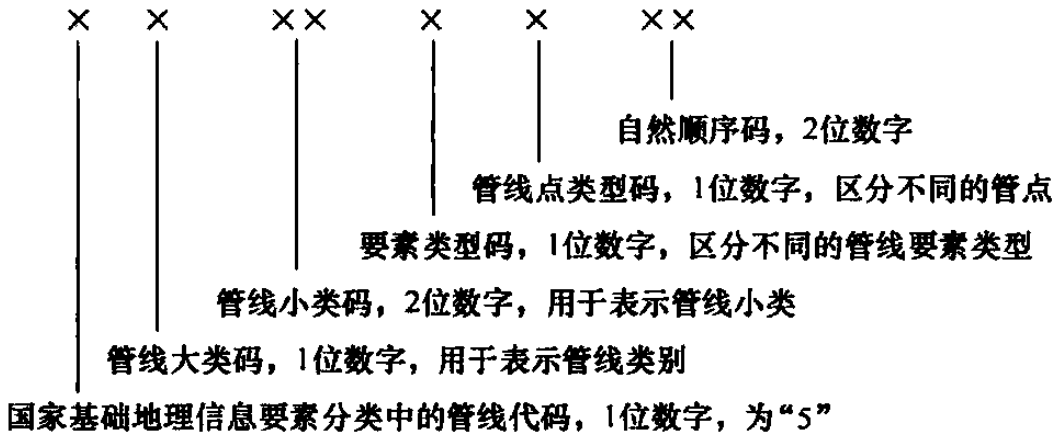 × × ×× × × ××
自然顺序码，2位数字
管线点类型码，1位数字，区分不同的管点
要素类型码，1位数字，区分不同的管线要素类型
管线小类码，2位数字，用于表示管线小类
管线大类码，1位数字，用于表示管线类别
国家基础地理信息要素分类中的管线代码，1位数字，为“5”